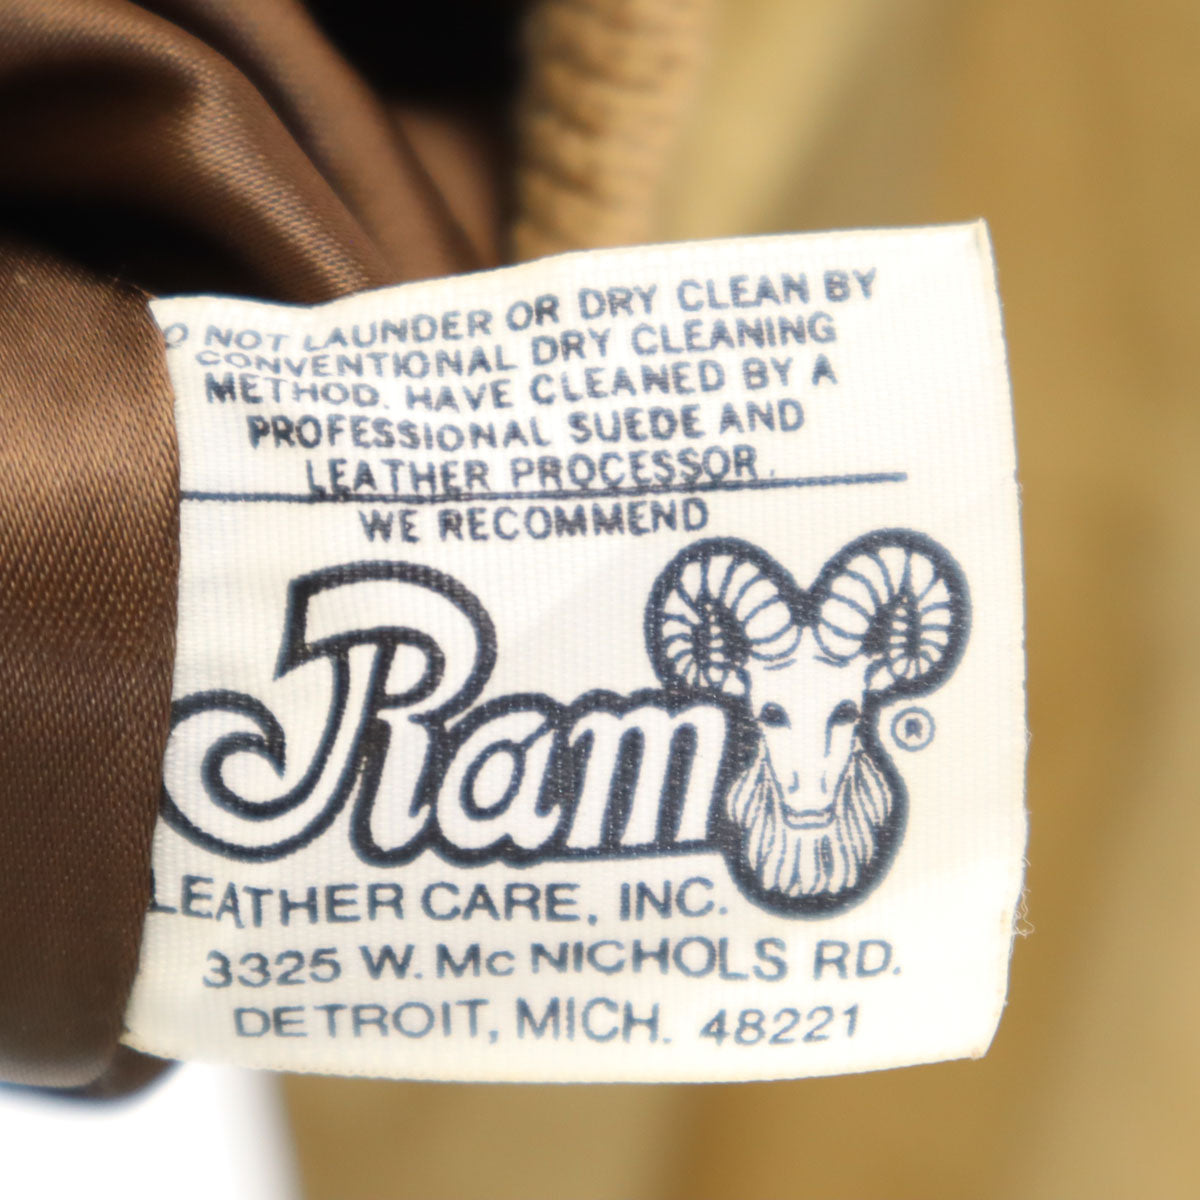 O NOT LAUNDER OR DRY CLEAN BY
CONVENTIONAL DRY CLEANING
METHOD. HAVE CLEANED BY A
PROFESSIONAL SUEDE AND
LEATHER PROCESSOR.
WE RECOMMEND
Ram ®
LEATHER CARE, INC.
3325 W. Mc NICHOLS RD.
DETROIT, MICH. 48221